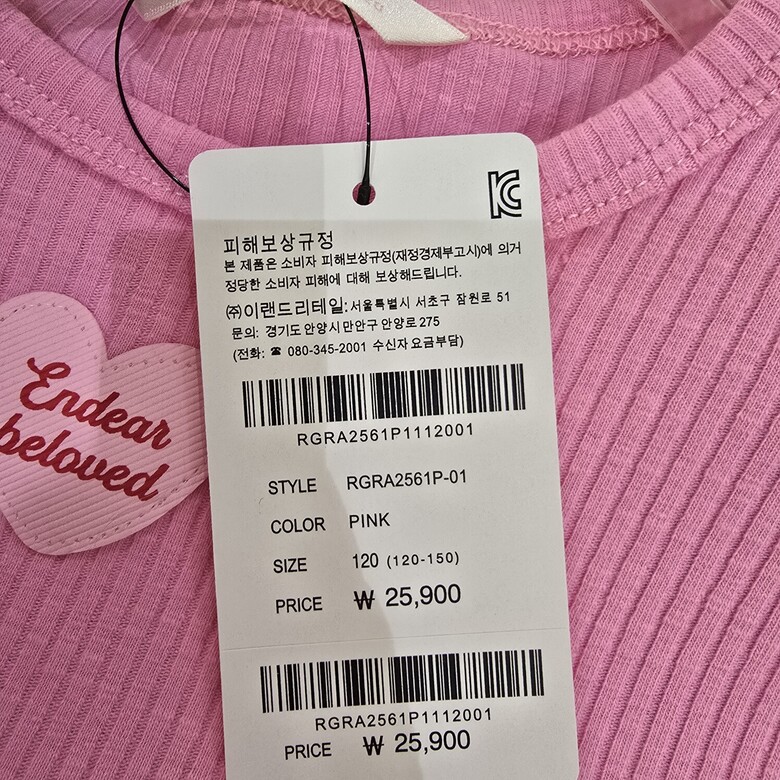 KC
피해보상규정
본 제품은 소비자 피해보상규정(재정경제부고시)에 의거
정당한 소비자 피해에 대해 보상해드립니다.
(주)이랜드리테일: 서울특별시 서초구 잠원로 51
문의: 경기도 안양시 만안구 안양로 275
(전화: ☎ 080-345-2001 수신자 요금부담)
RGRA2561P1112001
STYLE RGRA2561P-01
COLOR PINK
SIZE 120 (120-150)
PRICE ₩ 25,900
RGRA2561P1112001
PRICE ₩ 25,900
Endear
beloved